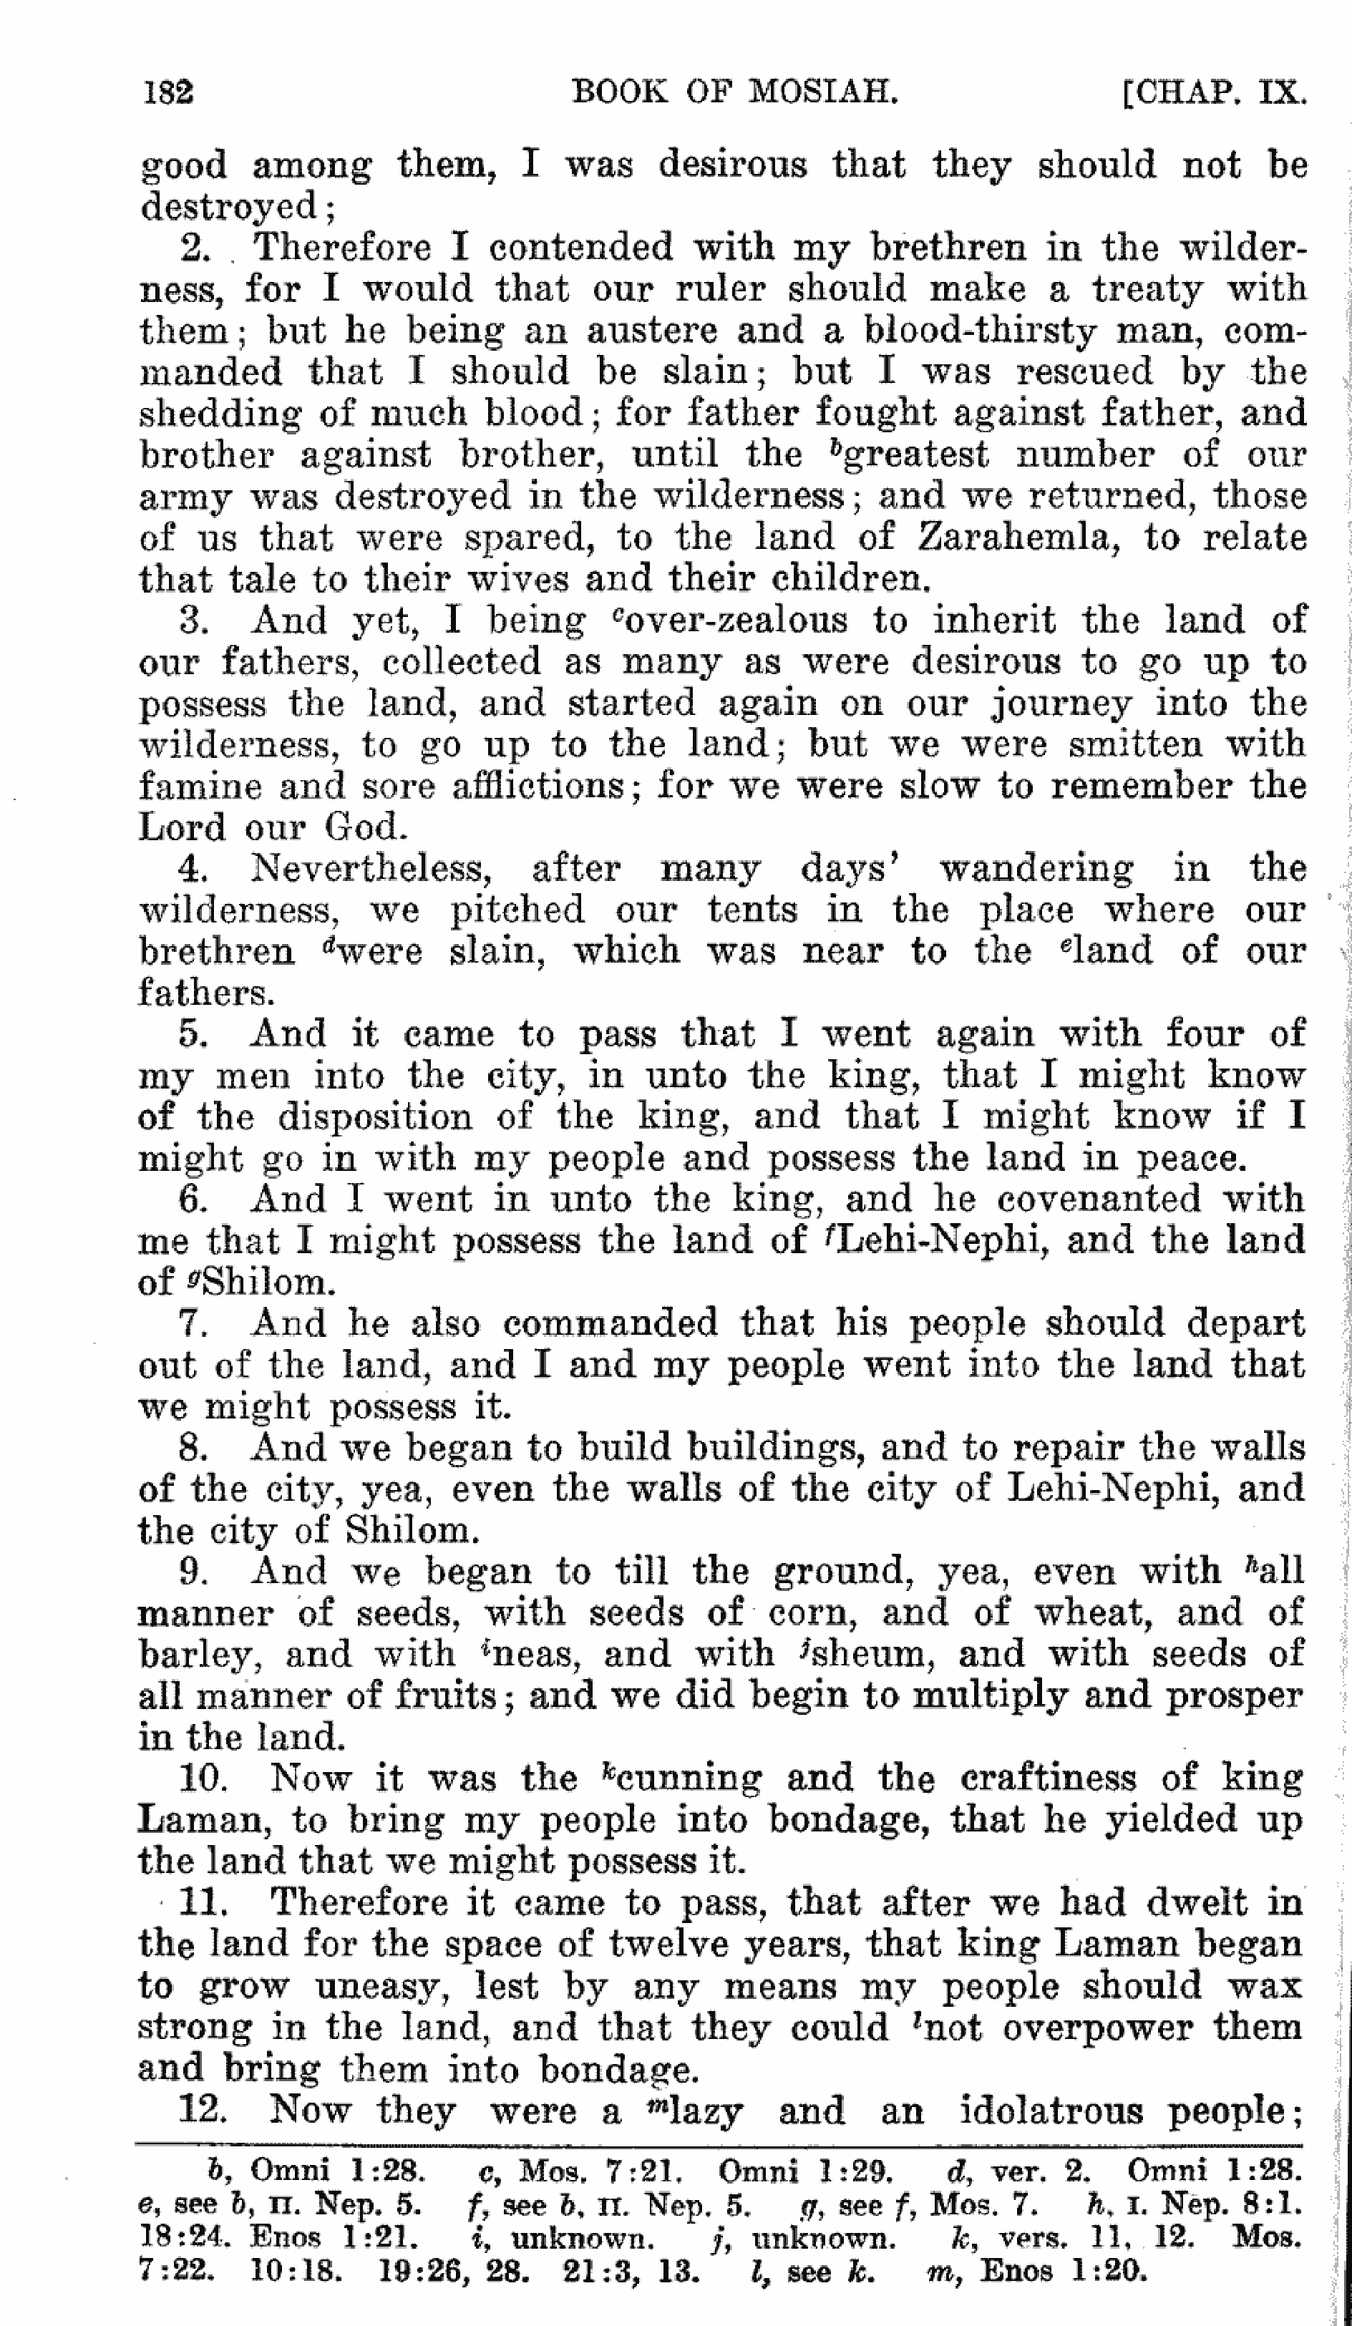 182 BOOK OF MOSIAH. [CHAP. IX.
good among them, I was desirous that they should not be
destroyed;
2. Therefore I contended with my brethren in the wilder-
ness, for I would that our ruler should make a treaty with
them; but he being an austere and a blood-thirsty man, com-
manded that I should be slain; but I was rescued by the
shedding of much blood; for father fought against father, and
brother against brother, until the bgreatest number of our
army was destroyed in the wilderness; and we returned, those
of us that were spared, to the land of Zarahemla, to relate
that tale to their wives and their children.
3. And yet, I being cover-zealous to inherit the land of
our fathers, collected as many as were desirous to go up to
possess the land, and started again on our journey into the
wilderness, to go up to the land; but we were smitten with
famine and sore afflictions; for we were slow to remember the
Lord our God.
4. Nevertheless, after many days' wandering in the
wilderness, we pitched our tents in the place where our
brethren dwere slain, which was near to the eland of our
fathers.
5. And it came to pass that I went again with four of
my men into the city, in unto the king, that I might know
of the disposition of the king, and that I might know if I
might go in with my people and possess the land in peace.
6. And I went in unto the king, and he covenanted with
me that I might possess the land of fLehi-Nephi, and the land
of gShilom.
7. And he also commanded that his people should depart
out of the land, and I and my people went into the land that
we might possess it.
8. And we began to build buildings, and to repair the walls
of the city, yea, even the walls of the city of Lehi-Nephi, and
the city of Shilom.
9. And we began to till the ground, yea, even with hall
manner of seeds, with seeds of corn, and of wheat, and of
barley, and with ineas, and with jsheum, and with seeds of
all manner of fruits; and we did begin to multiply and prosper
in the land.
10. Now it was the kcunning and the craftiness of king
Laman, to bring my people into bondage, that he yielded up
the land that we might possess it.
11. Therefore it came to pass, that after we had dwelt in
the land for the space of twelve years, that king Laman began
to grow uneasy, lest by any means my people should wax
strong in the land, and that they could lnot overpower them
and bring them into bondage.
12. Now they were a mlazy and an idolatrous people;
b, Omni 1:28. c, Mos. 7:21. Omni 1:29. d, ver. 2. Omni 1:28.
e, see b, II. Nep. 5. f, see b, II. Nep. 5. g, see f, Mos. 7. h, I. Nep. 8:1.
18:24. Enos 1:21. i, unknown. j, unknown. k, vers. 11, 12. Mos.
7:22. 10:18. 19:26, 28. 21:3, 13. l, see k. m, Enos 1:20.